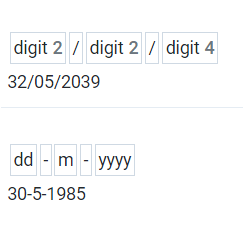 digit 2 / digit 2 / digit 4
32/05/2039
dd - m - yyyy
30-5-1985